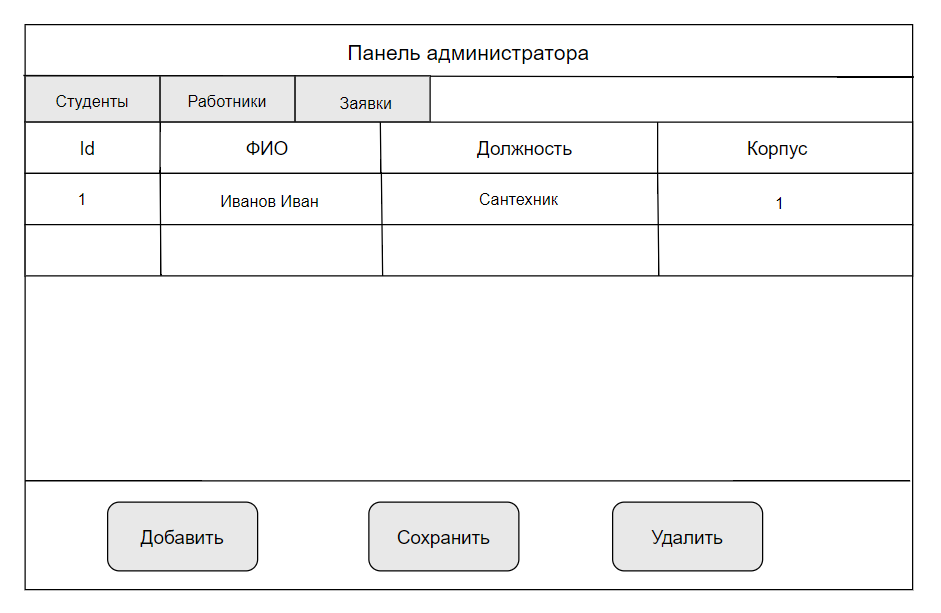 Панель администратора
Студенты Работники Заявки
Id ФИО Должность Корпус
1 Иванов Иван Сантехник 1
Добавить Сохранить Удалить